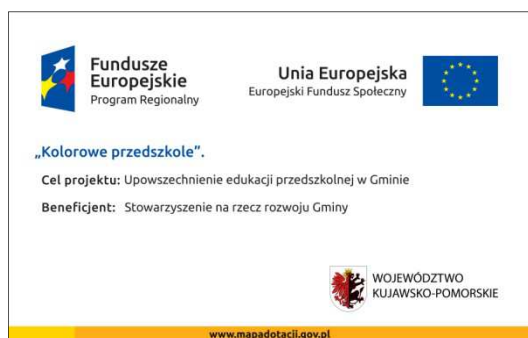 Fundusze
Europejskie
Program Regionalny
Unia Europejska
Europejski Fundusz Społeczny
„Kolorowe przedszkole”.
Cel projektu: Upowszechnienie edukacji przedszkolnej w Gminie
Beneficjent: Stowarzyszenie na rzecz rozwoju Gminy
WOJEWÓDZTWO
KUJAWSKO-POMORSKIE
www.mapadotacji.gov.pl